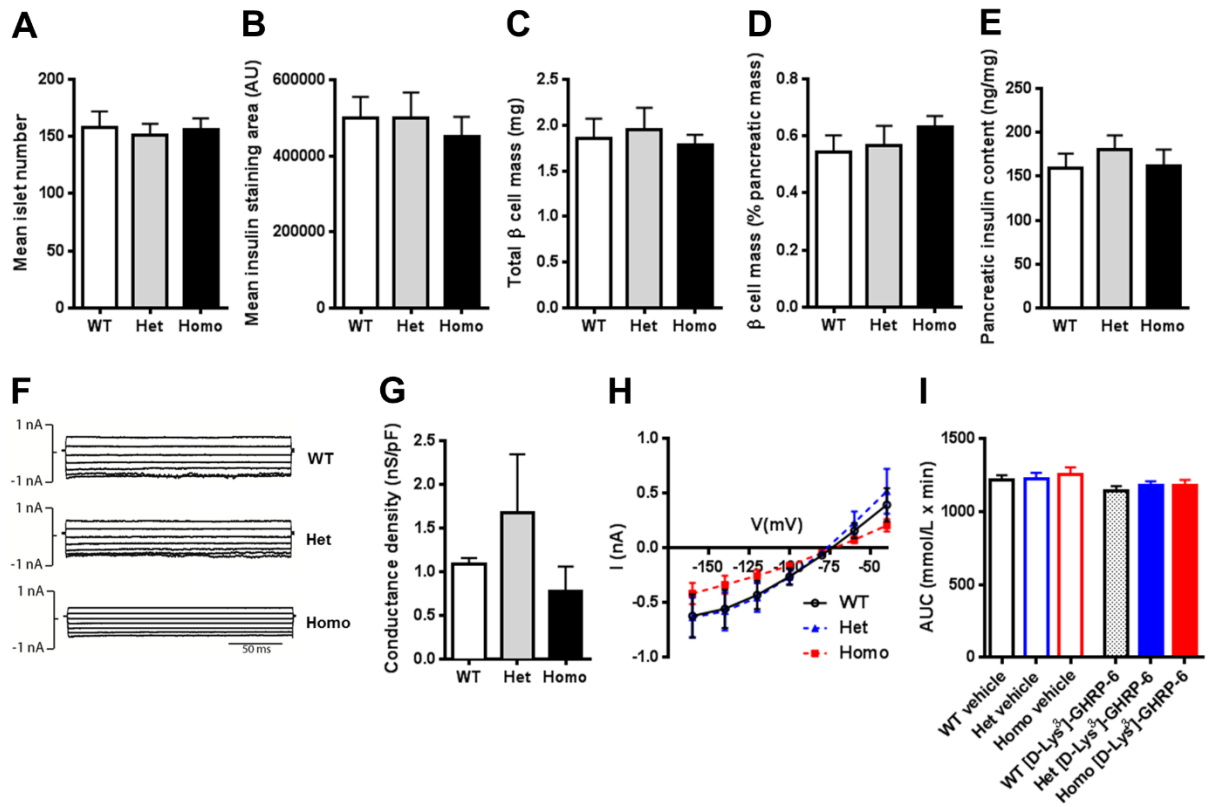 A
Mean islet number
200
150
100
50
0
WT Het Homo
B
Mean insulin staining area (AU)
600000
400000
200000
0
WT Het Homo
C
Total β cell mass (mg)
2.5
2.0
1.5
1.0
0.5
0.0
WT Het Homo
D
β cell mass (% pancreatic mass)
0.8
0.6
0.4
0.2
0.0
WT Het Homo
E
Pancreatic insulin content (ng/mg)
250
200
150
100
50
0
WT Het Homo
F
1 nA
-1 nA
WT
1 nA
-1 nA
Het
1 nA
-1 nA
Homo
50 ms
G
Conductance density (nS/pF)
2.5
2.0
1.5
1.0
0.5
0.0
WT Het Homo
H
I (nA)
1.0
0.5
0.0
-0.5
-1.0
V(mV)
-150 -125 -100 -75 -50
WT
Het
Homo
I
AUC (mmol/L x min)
1500
1000
500
0
WT vehicle
Het vehicle
Homo vehicle
WT [D-Lys³]-GHRP-6
Het [D-Lys³]-GHRP-6
Homo [D-Lys³]-GHRP-6